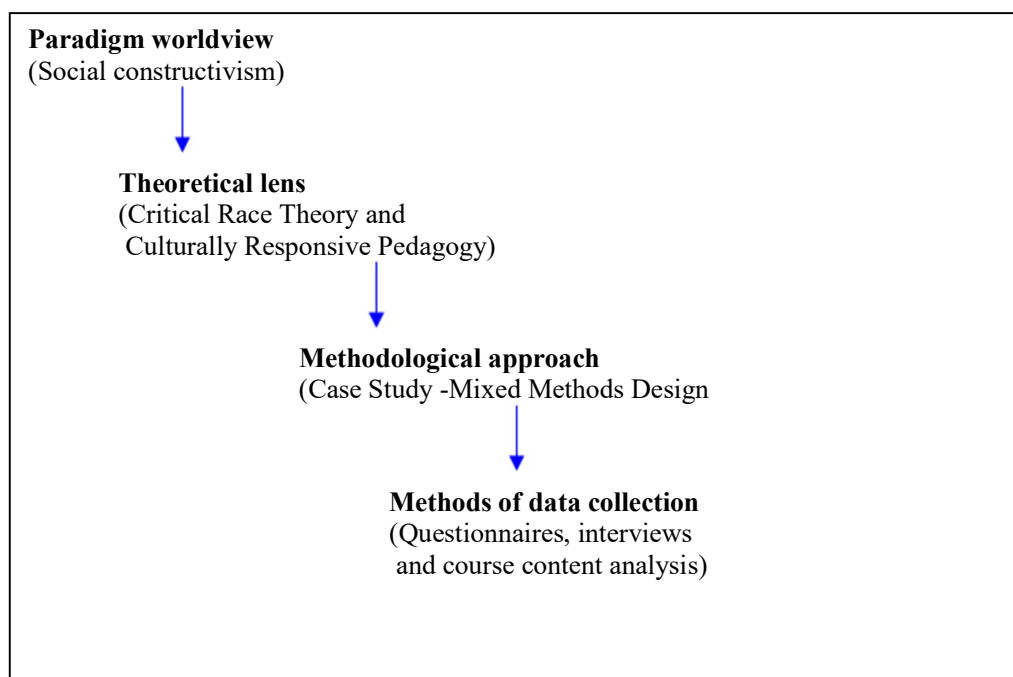 Paradigm worldview
(Social constructivism)
Theoretical lens
(Critical Race Theory and
Culturally Responsive Pedagogy)
Methodological approach
(Case Study -Mixed Methods Design
Methods of data collection
(Questionnaires, interviews
and course content analysis)